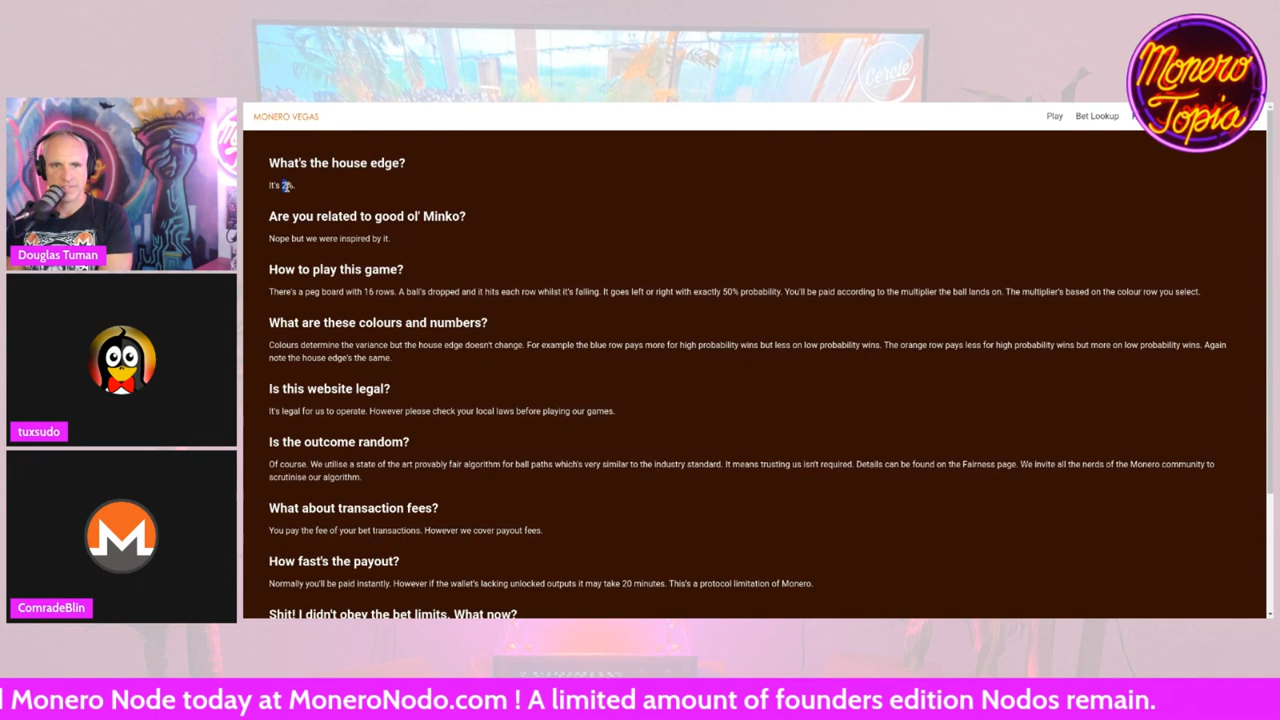 Cercle
Monero
Topia
MONERO VEGAS
Play
Bet Lookup
What's the house edge?
It's 2%.
Are you related to good ol' Minko?
Nope but we were inspired by it.
How to play this game?
There's a peg board with 16 rows. A ball's dropped and it hits each row whilst it's falling. It goes left or right with exactly 50% probability. You'll be paid according to the multiplier the ball lands on. The multiplier's based on the colour row you select.
What are these colours and numbers?
Colours determine the variance but the house edge doesn't change. For example the blue row pays more for high probability wins but less on low probability wins. The orange row pays less for high probability wins but more on low probability wins. Again
note the house edge's the same.
Is this website legal?
It's legal for us to operate. However please check your local laws before playing our games.
Is the outcome random?
Of course. We utilise a state of the art provably fair algorithm for ball paths which's very similar to the industry standard. It means trusting us isn't required. Details can be found on the Fairness page. We invite all the nerds of the Monero community to
scrutinise our algorithm.
What about transaction fees?
You pay the fee of your bet transactions. However we cover payout fees.
How fast's the payout?
Normally you'll be paid instantly. However if the wallet's lacking unlocked outputs it may take 20 minutes. This's a protocol limitation of Monero.
Shit! I didn't obey the bet limits. What now?
Douglas Tuman
tuxsudo
ComradeBlin
Monero Node today at MoneroNodo.com ! A limited amount of founders edition Nodos remain.